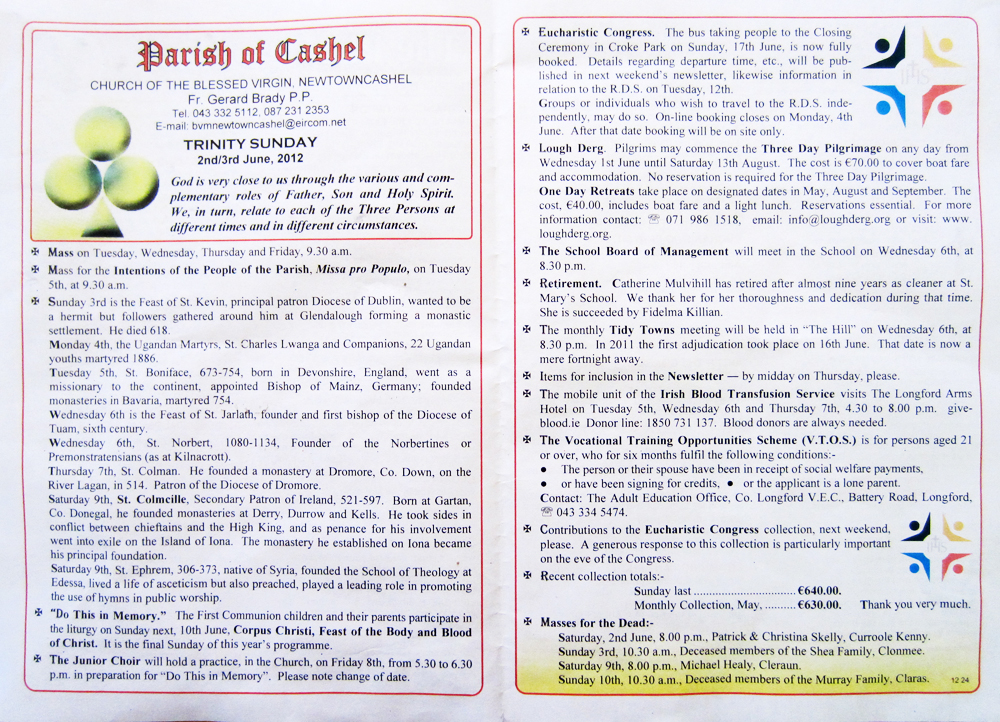 Parish of Cashel
CHURCH OF THE BLESSED VIRGIN, NEWTOWNCASHEL
Fr. Gerard Brady P.P.
Tel. 043 332 5112, 087 231 2353
E-mail: bvmnewtowncashel@eircom.net
TRINITY SUNDAY
2nd/3rd June, 2012
God is very close to us through the various and com-
plementary roles of Father, Son and Holy Spirit.
We, in turn, relate to each of the Three Persons at
different times and in different circumstances.
✠ Mass on Tuesday, Wednesday, Thursday and Friday, 9.30 a.m.
✠ Mass for the Intentions of the People of the Parish, Missa pro Populo, on Tuesday
5th, at 9.30 a.m.
✠ Sunday 3rd is the Feast of St. Kevin, principal patron Diocese of Dublin, wanted to be
a hermit but followers gathered around him at Glendalough forming a monastic
settlement. He died 618.
Monday 4th, the Ugandan Martyrs, St. Charles Lwanga and Companions, 22 Ugandan
youths martyred 1886.
Tuesday 5th, St. Boniface, 673-754, born in Devonshire, England, went as a
missionary to the continent, appointed Bishop of Mainz, Germany; founded
monasteries in Bavaria, martyred 754.
Wednesday 6th is the Feast of St. Jarlath, founder and first bishop of the Diocese of
Tuam, sixth century.
Wednesday 6th, St. Norbert, 1080-1134, Founder of the Norbertines or
Premonstratensians (as at Kilnacrott).
Thursday 7th, St. Colman. He founded a monastery at Dromore, Co. Down, on the
River Lagan, in 514. Patron of the Diocese of Dromore.
Saturday 9th, St. Colmcille, Secondary Patron of Ireland, 521-597. Born at Gartan,
Co. Donegal, he founded monasteries at Derry, Durrow and Kells. He took sides in
conflict between chieftains and the High King, and as penance for his involvement
went into exile on the Island of Iona. The monastery he established on Iona became
his principal foundation.
Saturday 9th, St. Ephrem, 306-373, native of Syria, founded the School of Theology at
Edessa, lived a life of asceticism but also preached, played a leading role in promoting
the use of hymns in public worship.
✠ "Do This in Memory." The First Communion children and their parents participate in
the liturgy on Sunday next, 10th June, Corpus Christi, Feast of the Body and Blood
of Christ. It is the final Sunday of this year's programme.
✠ The Junior Choir will hold a practice, in the Church, on Friday 8th, from 5.30 to 6.30
p.m. in preparation for "Do This in Memory". Please note change of date.
✠ Eucharistic Congress. The bus taking people to the Closing
Ceremony in Croke Park on Sunday, 17th June, is now fully
booked. Details regarding departure time, etc., will be pub-
lished in next weekend's newsletter, likewise information in
relation to the R.D.S. on Tuesday, 12th.
Groups or individuals who wish to travel to the R.D.S. inde-
pendently, may do so. On-line booking closes on Monday, 4th
June. After that date booking will be on site only.
✠ Lough Derg. Pilgrims may commence the Three Day Pilgrimage on any day from
Wednesday 1st June until Saturday 13th August. The cost is €70.00 to cover boat fare
and accommodation. No reservation is required for the Three Day Pilgrimage.
One Day Retreats take place on designated dates in May, August and September. The
cost, €40.00, includes boat fare and a light lunch. Reservations essential. For more
information contact: ☏ 071 986 1518, email: info@loughderg.org or visit: www.
loughderg.org.
✠ The School Board of Management will meet in the School on Wednesday 6th, at
8.30 p.m.
✠ Retirement. Catherine Mulvihill has retired after almost nine years as cleaner at St.
Mary's School. We thank her for her thoroughness and dedication during that time.
She is succeeded by Fidelma Killian.
✠ The monthly Tidy Towns meeting will be held in "The Hill" on Wednesday 6th, at
8.30 p.m. In 2011 the first adjudication took place on 16th June. That date is now a
mere fortnight away.
✠ Items for inclusion in the Newsletter — by midday on Thursday, please.
✠ The mobile unit of the Irish Blood Transfusion Service visits The Longford Arms
Hotel on Tuesday 5th, Wednesday 6th and Thursday 7th, 4.30 to 8.00 p.m. give-
blood.ie Donor line: 1850 731 137. Blood donors are always needed.
✠ The Vocational Training Opportunities Scheme (V.T.O.S.) is for persons aged 21
or over, who for six months fulfil the following conditions:-
● The person or their spouse have been in receipt of social welfare payments,
● or have been signing for credits, ● or the applicant is a lone parent.
Contact: The Adult Education Office, Co. Longford V.E.C., Battery Road, Longford,
☏ 043 334 5474.
✠ Contributions to the Eucharistic Congress collection, next weekend,
please. A generous response to this collection is particularly important
on the eve of the Congress.
✠ Recent collection totals:-
Sunday last ................................ €640.00.
Monthly Collection, May, .......... €630.00. Thank you very much.
✠ Masses for the Dead:-
Saturday, 2nd June, 8.00 p.m., Patrick & Christina Skelly, Curroole Kenny.
Sunday 3rd, 10.30 a.m., Deceased members of the Shea Family, Clonmee.
Saturday 9th, 8.00 p.m., Michael Healy, Cleraun.
Sunday 10th, 10.30 a.m., Deceased members of the Murray Family, Claras. 12 24